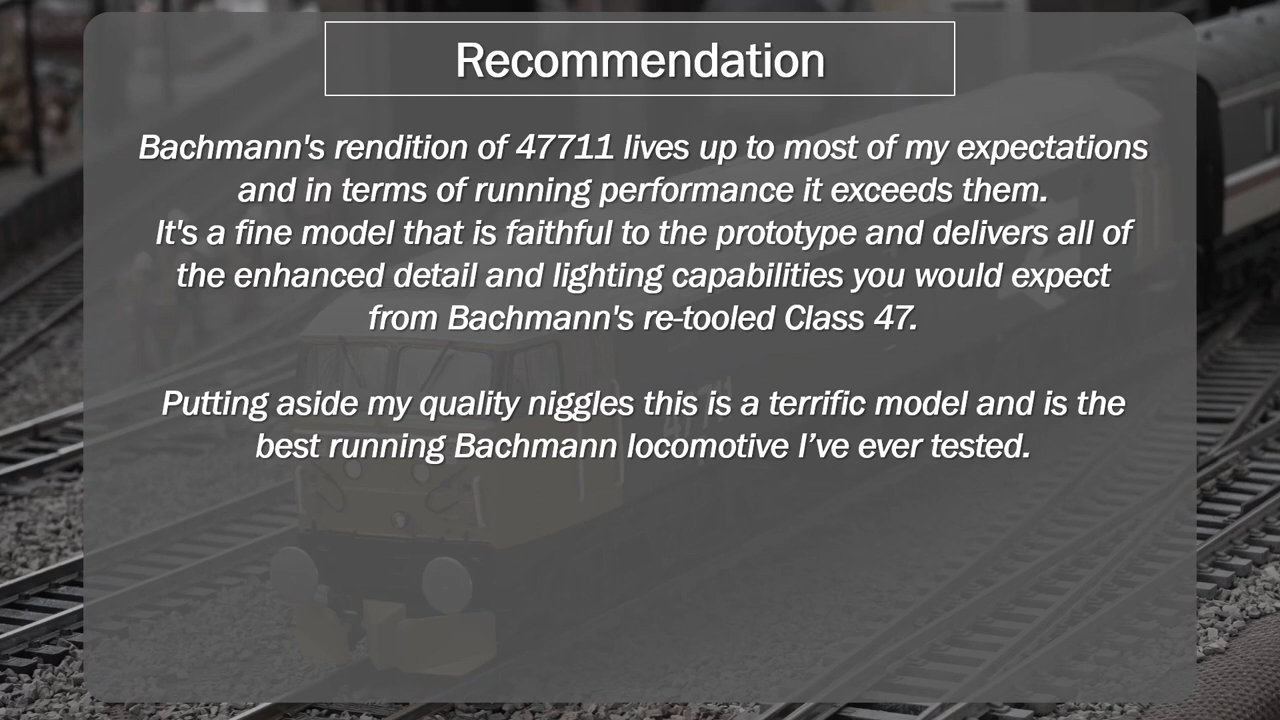 Recommendation
Bachmann's rendition of 47711 lives up to most of my expectations
and in terms of running performance it exceeds them.
It's a fine model that is faithful to the prototype and delivers all of
the enhanced detail and lighting capabilities you would expect
from Bachmann's re-tooled Class 47.
Putting aside my quality niggles this is a terrific model and is the
best running Bachmann locomotive I’ve ever tested.
47711